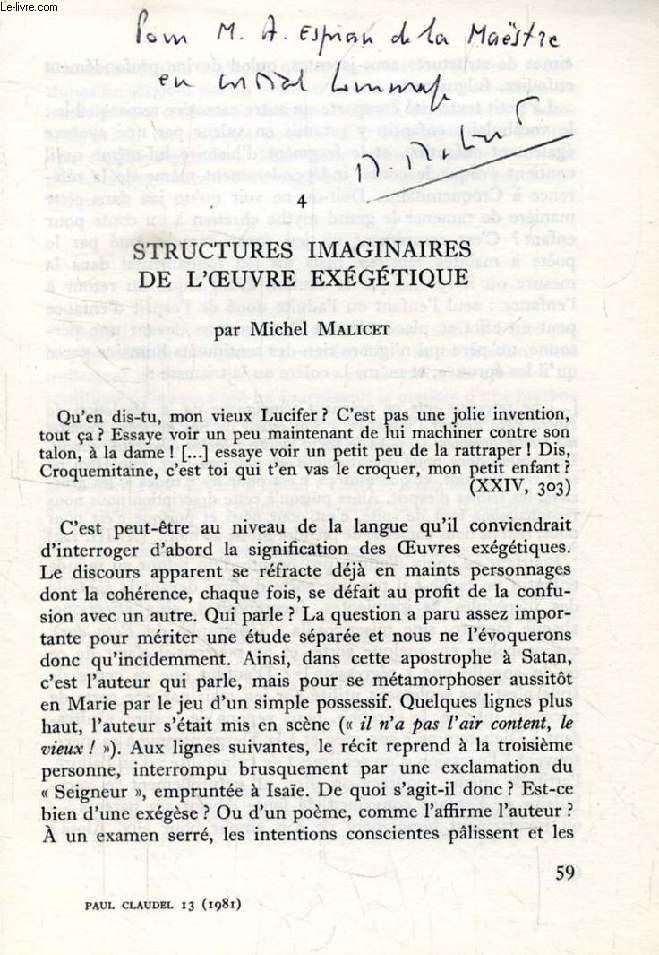 Le-livre.com
Pour M. A. Espiau de la Maëstre
en cordial hommage
M. Malicet
4
STRUCTURES IMAGINAIRES
DE L'ŒUVRE EXÉGÉTIQUE
par Michel MALICET
Qu'en dis-tu, mon vieux Lucifer ? C'est pas une jolie invention,
tout ça ? Essaye voir un peu maintenant de lui machiner contre son
talon, à la dame ! [...] essaye voir un petit peu de la rattraper ! Dis,
Croquemitaine, c'est toi qui t'en vas le croquer, mon petit enfant ?
(XXIV, 303)
C'est peut-être au niveau de la langue qu'il conviendrait
d'interroger d'abord la signification des Œuvres exégétiques.
Le discours apparent se réfracte déjà en maints personnages
dont la cohérence, chaque fois, se défait au profit de la confu-
sion avec un autre. Qui parle ? La question a paru assez impor-
tante pour mériter une étude séparée et nous ne l'évoquerons
donc qu'incidemment. Ainsi, dans cette apostrophe à Satan,
c'est l'auteur qui parle, mais pour se métamorphoser aussitôt
en Marie par le jeu d'un simple possessif. Quelques lignes plus
haut, l'auteur s'était mis en scène (« il n'a pas l'air content, le
vieux ! »). Aux lignes suivantes, le récit reprend à la troisième
personne, interrompu brusquement par une exclamation du
« Seigneur », empruntée à Isaïe. De quoi s'agit-il donc ? Est-ce
bien d'une exégèse ? Ou d'un poème, comme l'affirme l'auteur ?
À un examen serré, les intentions conscientes pâlissent et les
59
PAUL CLAUDEL 13 (1981)